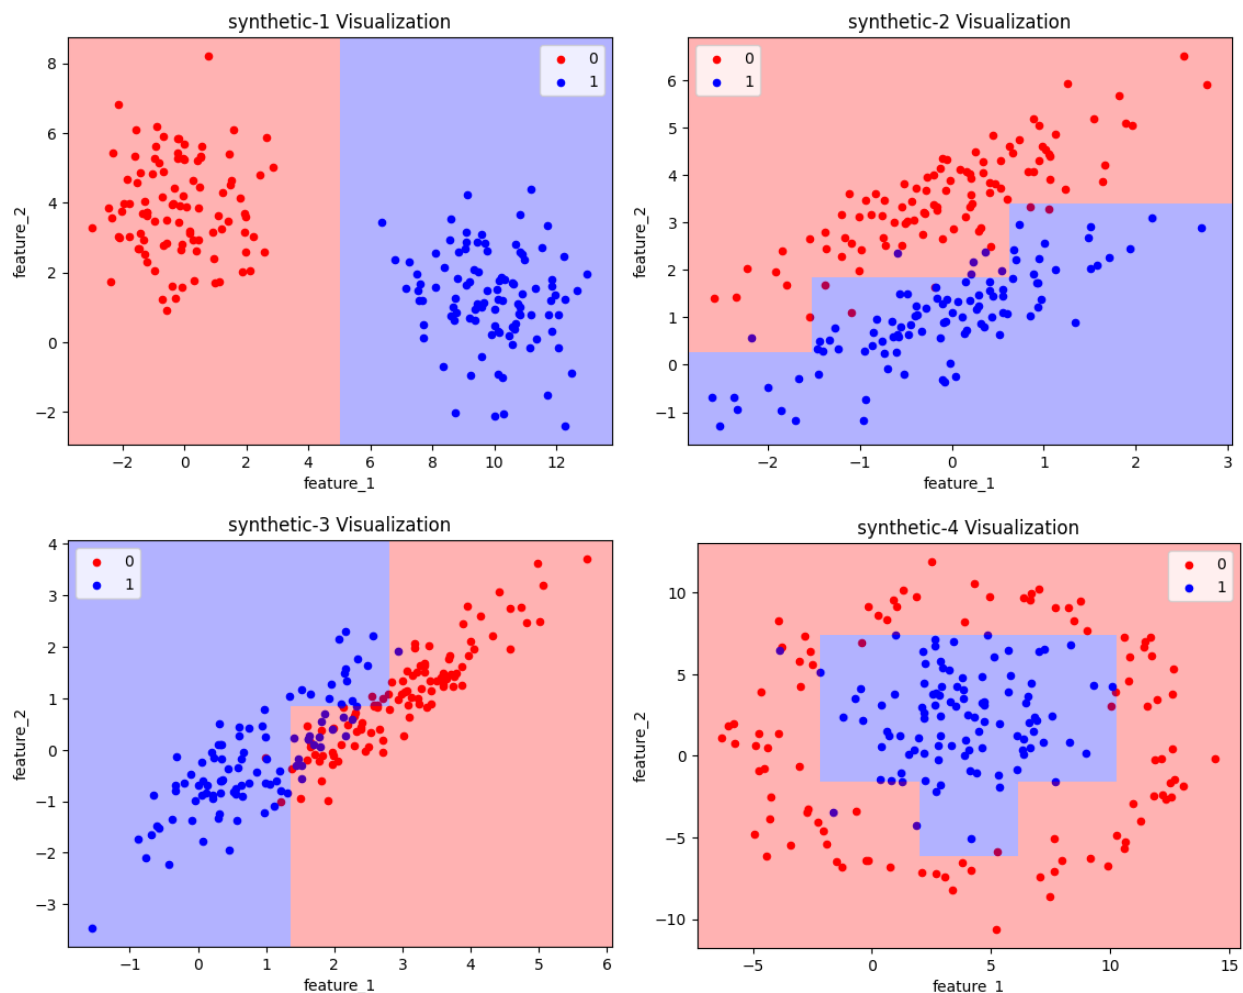 synthetic-1 Visualization
0
1
8
6
4
2
0
−2
feature_2
−2 0 2 4 6 8 10 12
feature_1
synthetic-2 Visualization
0
1
6
5
4
3
2
1
0
−1
feature_2
−2 −1 0 1 2 3
feature_1
synthetic-3 Visualization
0
1
4
3
2
1
0
−1
−2
−3
feature_2
−1 0 1 2 3 4 5 6
feature_1
synthetic-4 Visualization
0
1
10
5
0
−5
−10
feature_2
−5 0 5 10 15
feature_1